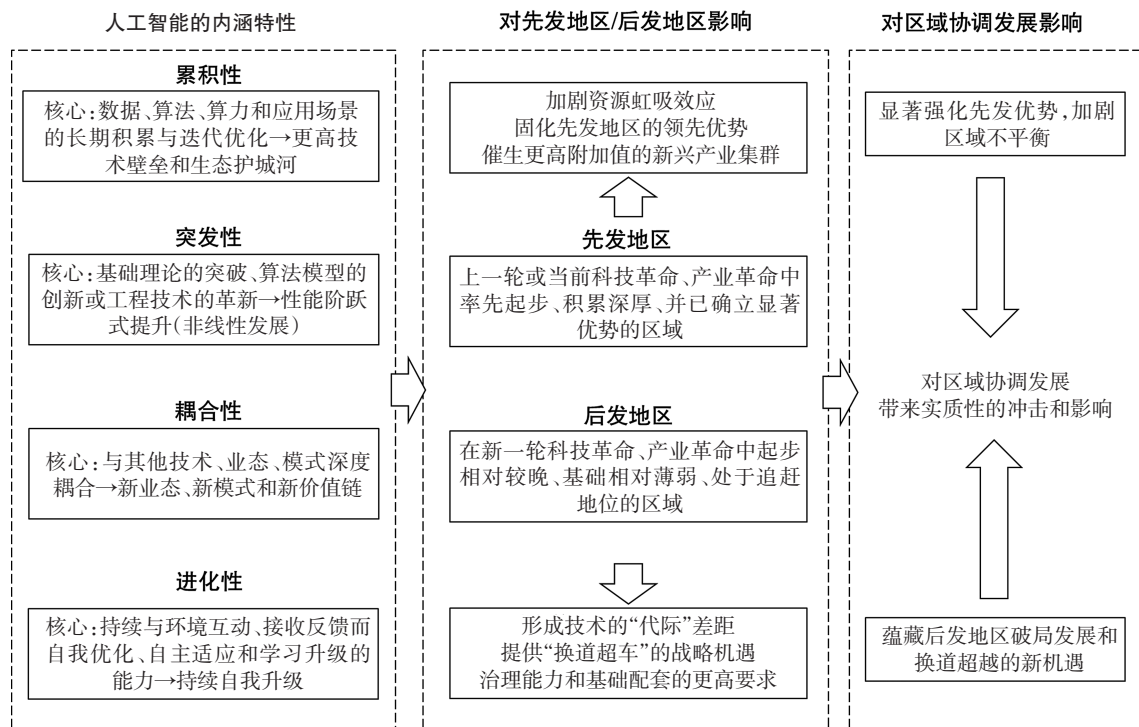 人工智能的内涵特性
累积性
核心:数据、算法、算力和应用场景
的长期积累与迭代优化→更高技
术壁垒和生态护城河
突发性
核心:基础理论的突破、算法模型的
创新或工程技术的革新→性能阶跃
式提升(非线性发展)
耦合性
核心:与其他技术、业态、模式深度
耦合→新业态、新模式和新价值链
进化性
核心:持续与环境互动、接收反馈而
自我优化、自主适应和学习升级的
能力→持续自我升级
对先发地区/后发地区影响
加剧资源虹吸效应
固化先发地区的领先优势
催生更高附加值的新兴产业集群
先发地区
上一轮或当前科技革命、产业革命中
率先起步、积累深厚、并已确立显著
优势的区域
后发地区
在新一轮科技革命、产业革命中起步
相对较晚、基础相对薄弱、处于追赶
地位的区域
形成技术的“代际”差距
提供“换道超车”的战略机遇
治理能力和基础配套的更高要求
对区域协调发展影响
显著强化先发优势,加剧
区域不平衡
对区域协调发展
带来实质性的冲击和影响
蕴藏后发地区破局发展和
换道超越的新机遇